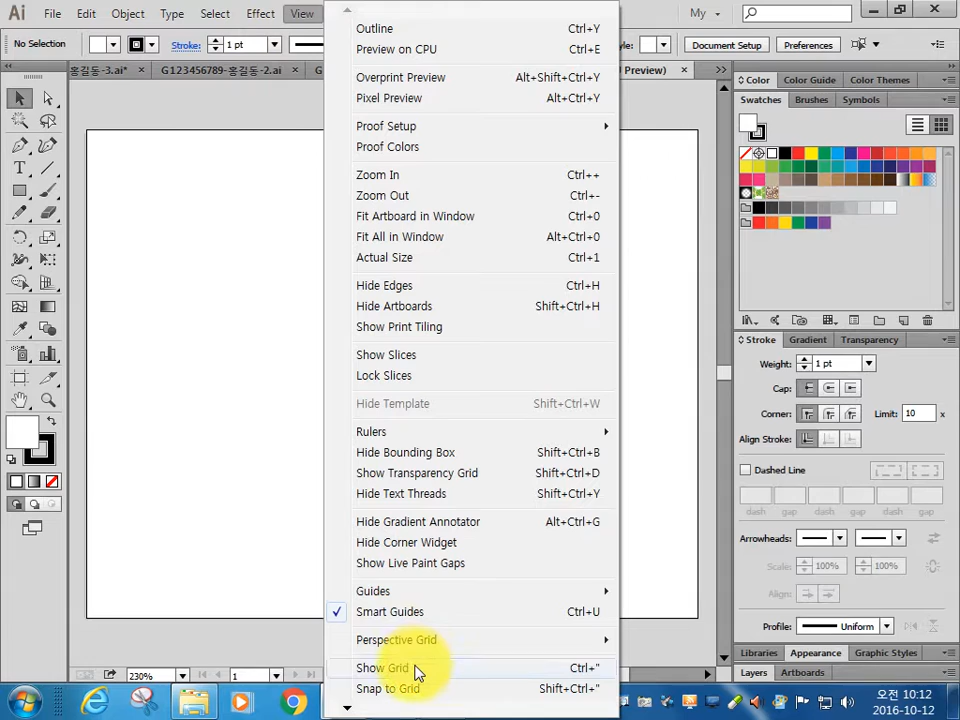 Ai File Edit Object Type Select Effect View My
No Selection Stroke: 1 pt Style: Document Setup Preferences
홍길동-3.ai* × G123456789-홍길동-2.ai × G Preview) × >>
Outline Ctrl+Y
Preview on CPU Ctrl+E
Overprint Preview Alt+Shift+Ctrl+Y
Pixel Preview Alt+Ctrl+Y
Proof Setup
Proof Colors
Zoom In Ctrl++
Zoom Out Ctrl+-
Fit Artboard in Window Ctrl+0
Fit All in Window Alt+0
Actual Size Ctrl+1
Hide Edges Ctrl+H
Hide Artboards Shift+Ctrl+H
Show Print Tiling
Show Slices
Lock Slices
Hide Template Shift+Ctrl+W
Rulers
Hide Bounding Box Shift+Ctrl+B
Show Transparency Grid Shift+Ctrl+D
Hide Text Threads Shift+Ctrl+Y
Hide Gradient Annotator Alt+Ctrl+G
Hide Corner Widget
Show Live Paint Gaps
Guides
Smart Guides Ctrl+U
Perspective Grid
Show Grid Ctrl+"
Snap to Grid Shift+Ctrl+"
Color Color Guide Color Themes
Swatches Brushes Symbols
Stroke Gradient Transparency
Weight: 1 pt
Cap:
Corner: Limit: 10 x
Align Stroke:
Dashed Line
dash gap dash gap dash gap
Arrowheads:
Scale: 100% 100%
Align:
Profile: Uniform
Libraries Appearance Graphic Styles
Layers Artboards
230% 1
오전 10:12
2016-10-12